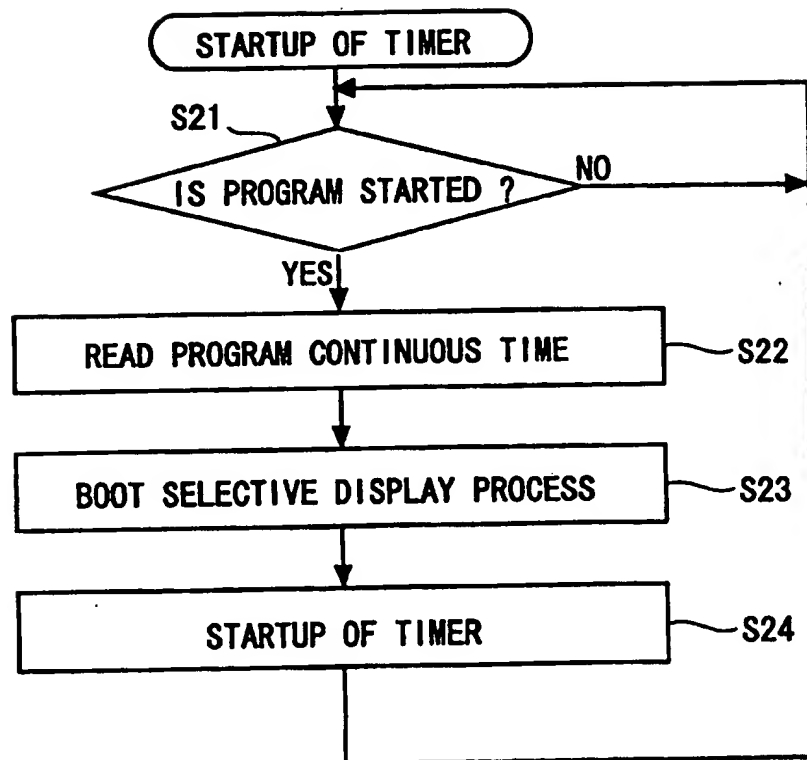 STARTUP OF TIMER
S21
IS PROGRAM STARTED ?
NO
YES
READ PROGRAM CONTINUOUS TIME
S22
BOOT SELECTIVE DISPLAY PROCESS
S23
STARTUP OF TIMER
S24